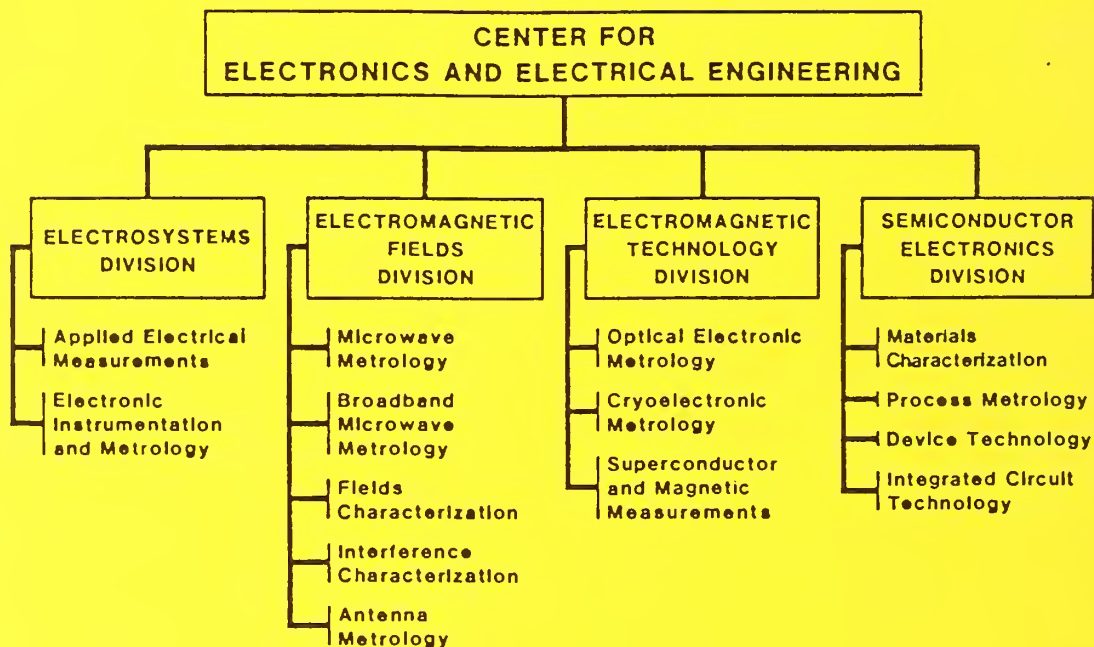 CENTER FOR
ELECTRONICS AND ELECTRICAL ENGINEERING
ELECTROSYSTEMS
DIVISION
Applied Electrical
Measurements
Electronic
Instrumentation
and Metrology
ELECTROMAGNETIC
FIELDS
DIVISION
Microwave
Metrology
Broadband
Microwave
Metrology
Fields
Characterization
Interference
Characterization
Antenna
Metrology
ELECTROMAGNETIC
TECHNOLOGY
DIVISION
Optical Electronic
Metrology
Cryoelectronic
Metrology
Superconductor
and Magnetic
Measurements
SEMICONDUCTOR
ELECTRONICS
DIVISION
Materials
Characterization
Process Metrology
Device Technology
Integrated Circuit
Technology